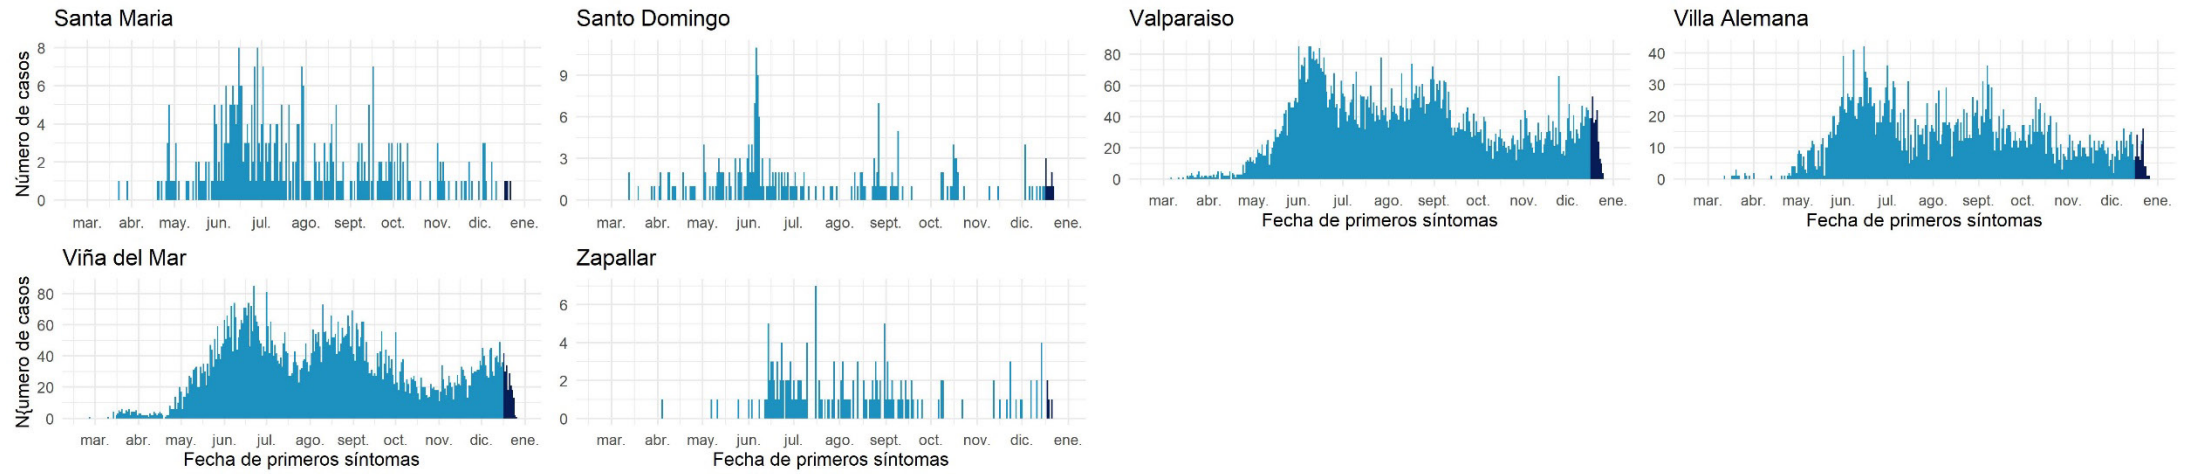 Santa Maria
Santo Domingo
Valparaiso
Villa Alemana
Número de casos
8
6
4
2
0
mar. abr. may. jun. jul. ago. sept. oct. nov. dic. ene.
9
6
3
0
mar. abr. may. jun. jul. ago. sept. oct. nov. dic. ene.
80
60
40
20
0
mar. abr. may. jun. jul. ago. sept. oct. nov. dic. ene.
Fecha de primeros síntomas
40
30
20
10
0
mar. abr. may. jun. jul. ago. sept. oct. nov. dic. ene.
Fecha de primeros síntomas
Viña del Mar
Zapallar
N{umero de casos
80
60
40
20
0
mar. abr. may. jun. jul. ago. sept. oct. nov. dic. ene.
Fecha de primeros síntomas
6
4
2
0
mar. abr. may. jun. jul. ago. sept. oct. nov. dic. ene.
Fecha de primeros síntomas